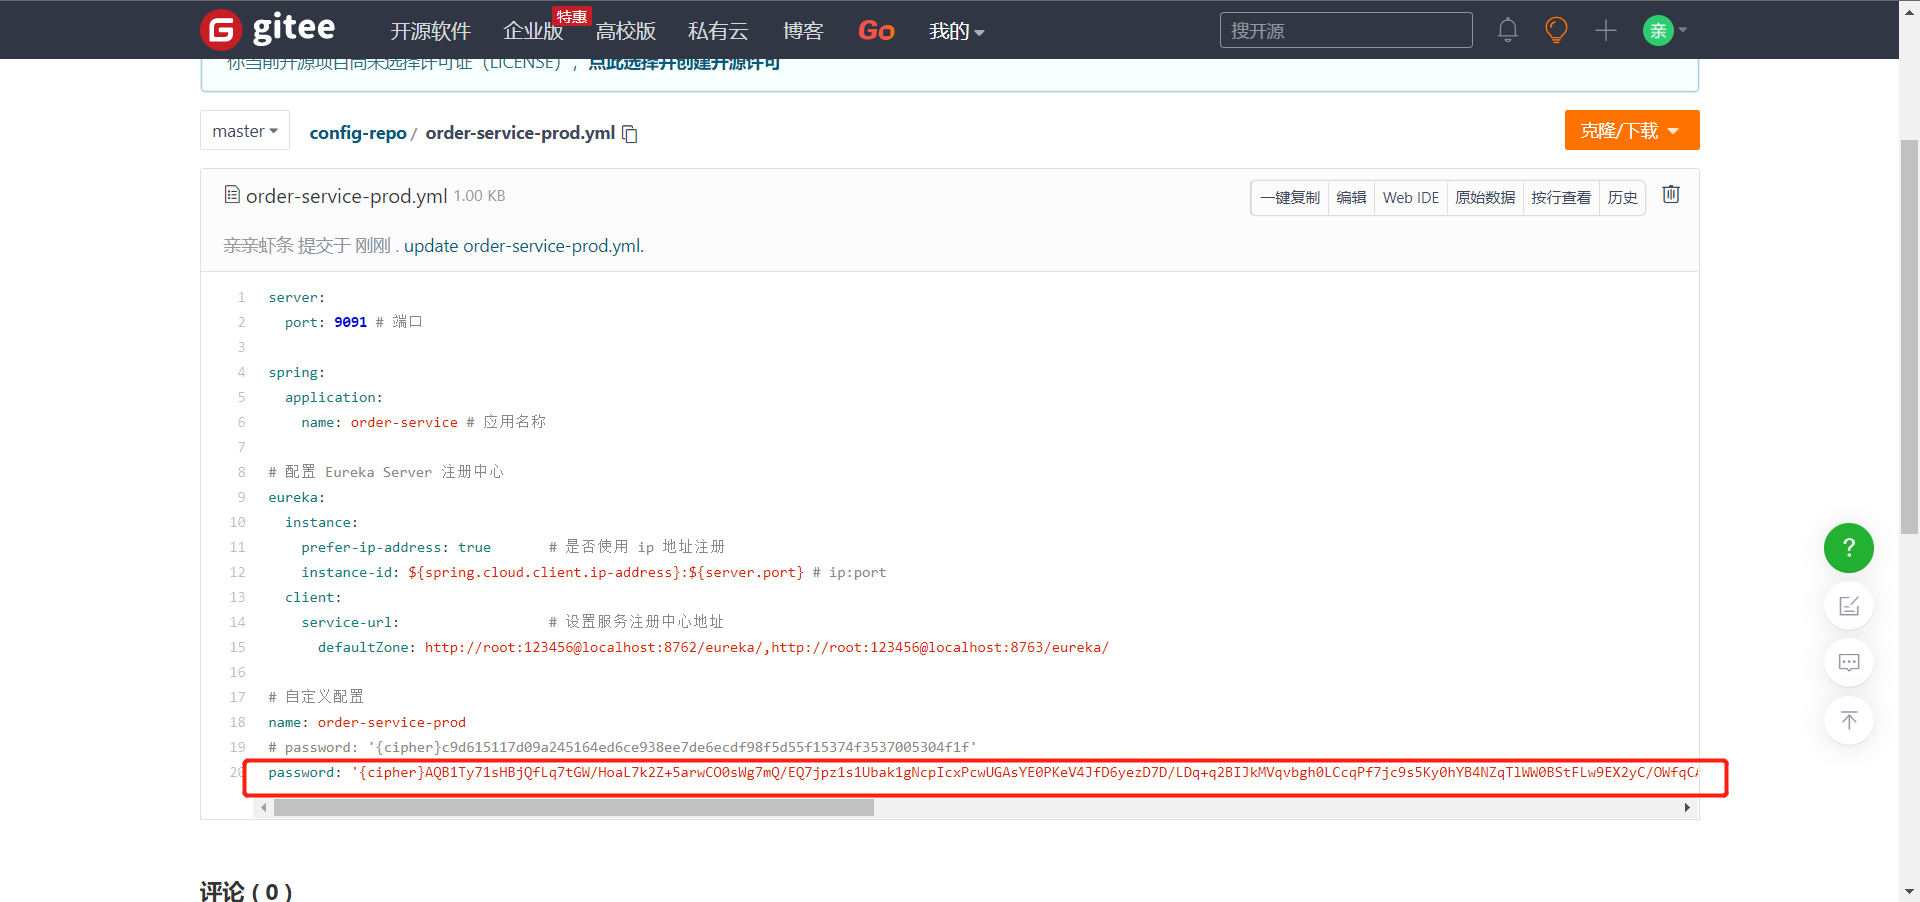 gitee 开源软件 企业版 特惠 高校版 私有云 博客 Go 我的 搜开源 亲
你当前开源项目尚未选择许可证（LICENSE），点此选择并创建开源许可
master config-repo / order-service-prod.yml 克隆/下载
order-service-prod.yml 1.00 KB 一键复制 编辑 Web IDE 原始数据 按行查看 历史
亲亲虾条 提交于 刚刚 . update order-service-prod.yml.
1 server:
2 port: 9091 # 端口
3
4 spring:
5 application:
6 name: order-service # 应用名称
7
8 # 配置 Eureka Server 注册中心
9 eureka:
10 instance:
11 prefer-ip-address: true # 是否使用 ip 地址注册
12 instance-id: ${spring.cloud.client.ip-address}:${server.port} # ip:port
13 client:
14 service-url: # 设置服务注册中心地址
15 defaultZone: http://root:123456@localhost:8762/eureka/,http://root:123456@localhost:8763/eureka/
16
17 # 自定义配置
18 name: order-service-prod
19 # password: '{cipher}c9d615117d09a245164ed6ce938ee7de6ecdf98f5d55f15374f3537005304f1f'
20 password: '{cipher}AQB1Ty71sHBjQfLq7tGW/HoaL7k2Z+5arwCO0sWg7mQ/EQ7jpz1s1Ubak1gNcpIcxPcwUGAsYE0PKeV4JfD6yezD7D/LDq+q2BIJkMVqvbgh0LCcqPf7jc9s5Ky0hYB4NZqTlWW0BStFLw9EX2yC/OWfqCA
?
评论 ( 0 )